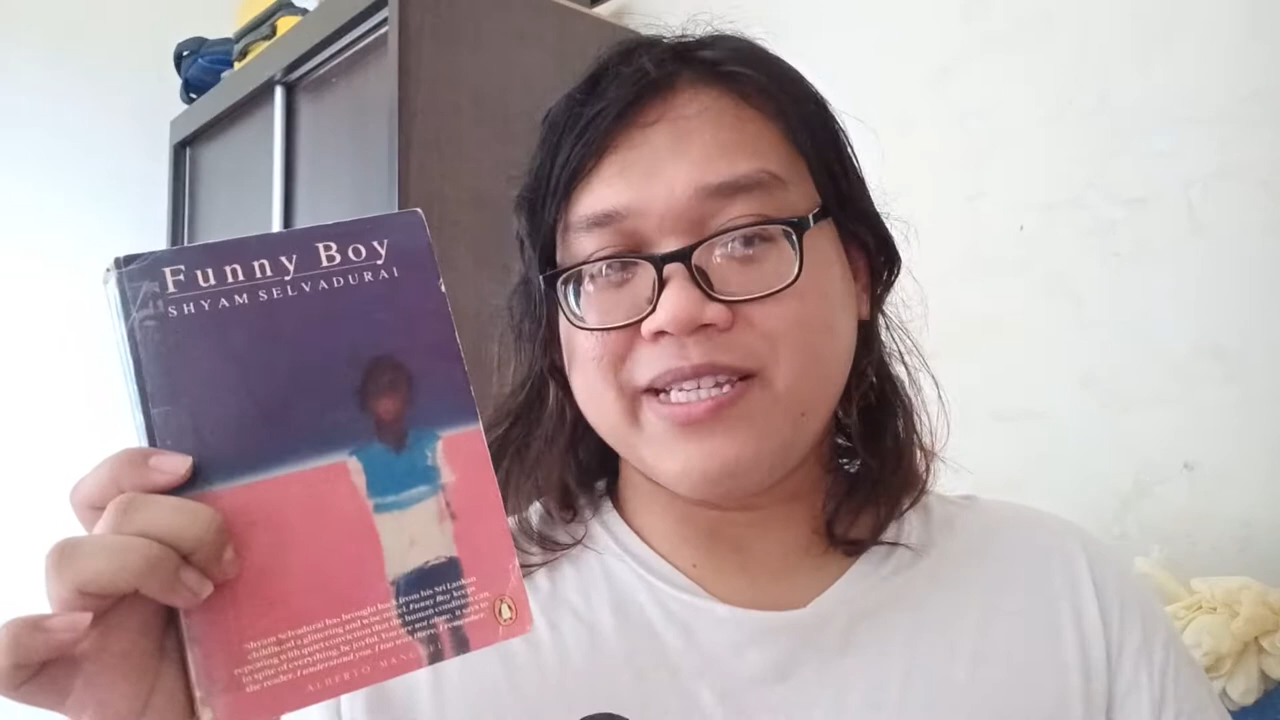 Funny Boy
SHYAM SELVADURAI
"Shyam Selvadurai has brought back from his Sri Lankan
childhood a glittering and wise novel. Funny Boy keeps
repeating with quiet conviction that the human condition can,
in spite of everything, be joyful. You are not alone, it says to
the reader. I understand you. I too was there. I remember."
ALBERTO MANGUEL